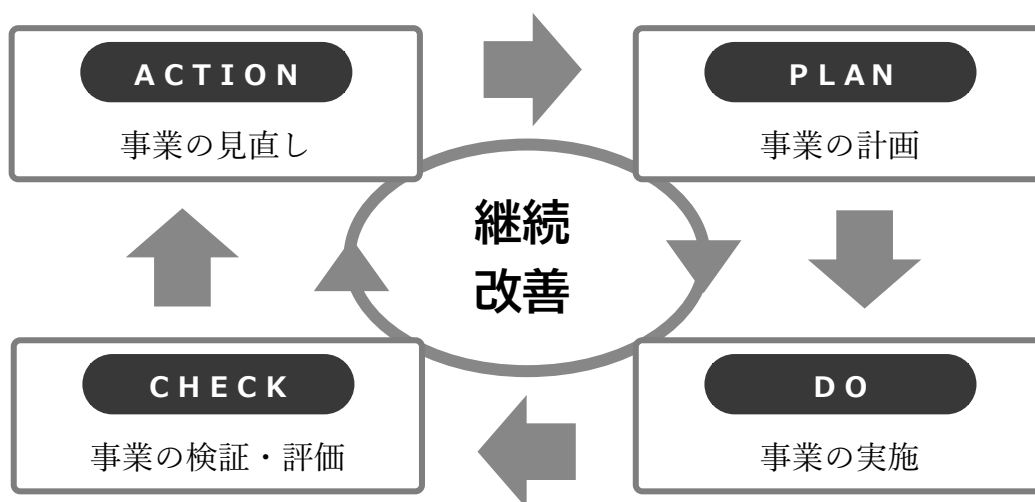 ACTION
事業の見直し
PLAN
事業の計画
継続
改善
CHECK
事業の検証・評価
DO
事業の実施